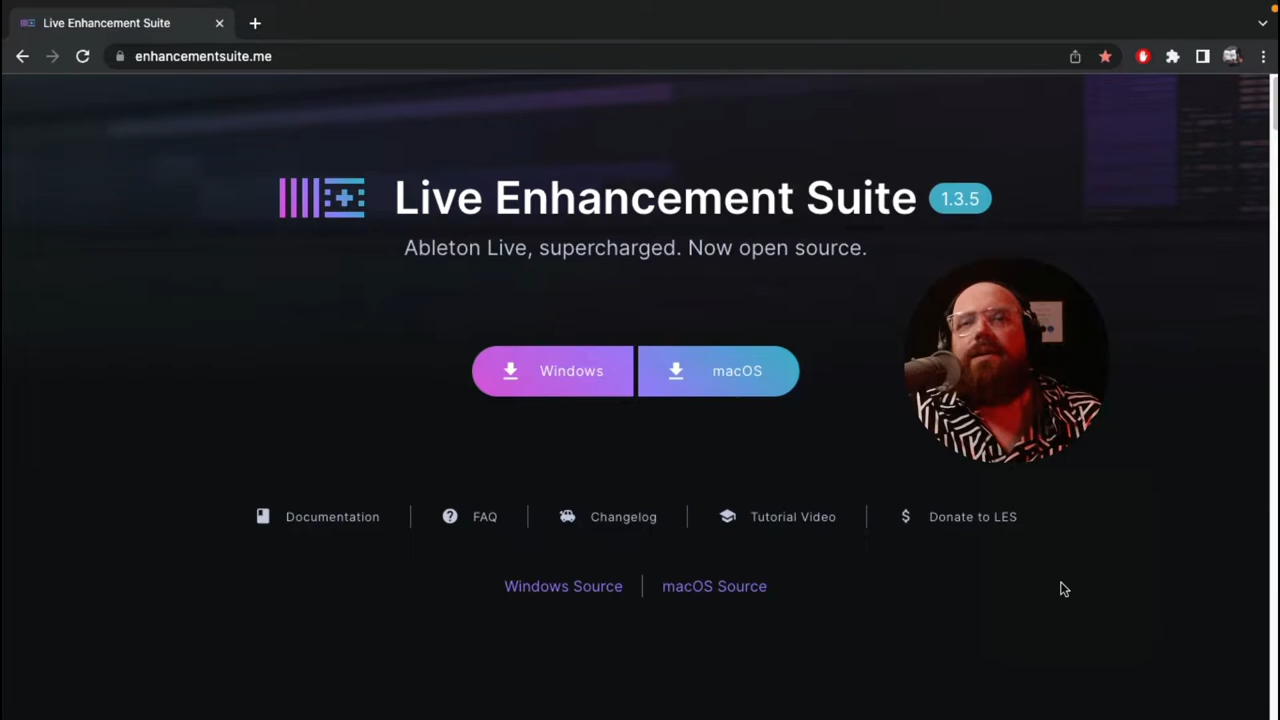 Live Enhancement Suite
enhancementsuite.me
Live Enhancement Suite 1.3.5
Ableton Live, supercharged. Now open source.
Windows macOS
Documentation FAQ Changelog Tutorial Video Donate to LES
Windows Source macOS Source